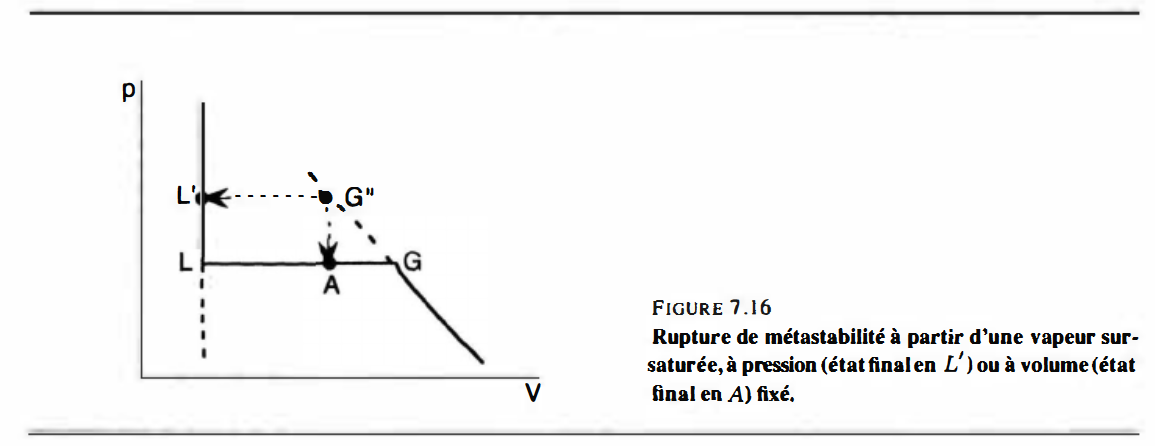 p
L' G"
L G
A
V
FIGURE 7.16
Rupture de métastabilité à partir d'une vapeur sur-
saturée, à pression (état final en L') ou à volume (état
final en A) fixé.